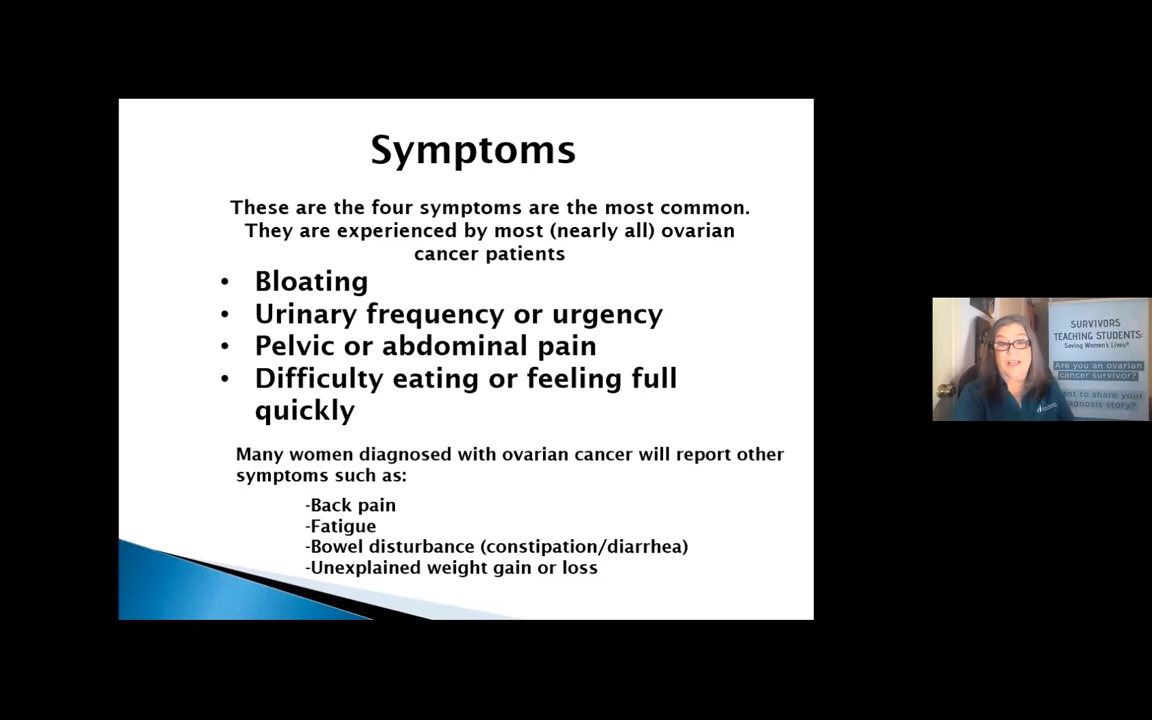 Symptoms
These are the four symptoms are the most common.
They are experienced by most (nearly all) ovarian
cancer patients
• Bloating
• Urinary frequency or urgency
• Pelvic or abdominal pain
• Difficulty eating or feeling full
quickly
Many women diagnosed with ovarian cancer will report other
symptoms such as:
-Back pain
-Fatigue
-Bowel disturbance (constipation/diarrhea)
-Unexplained weight gain or loss
SURVIVORS
TEACHING STUDENTS:
Saving Women's Lives®
Are you an ovarian
cancer survivor?
to share your
diagnosis story?